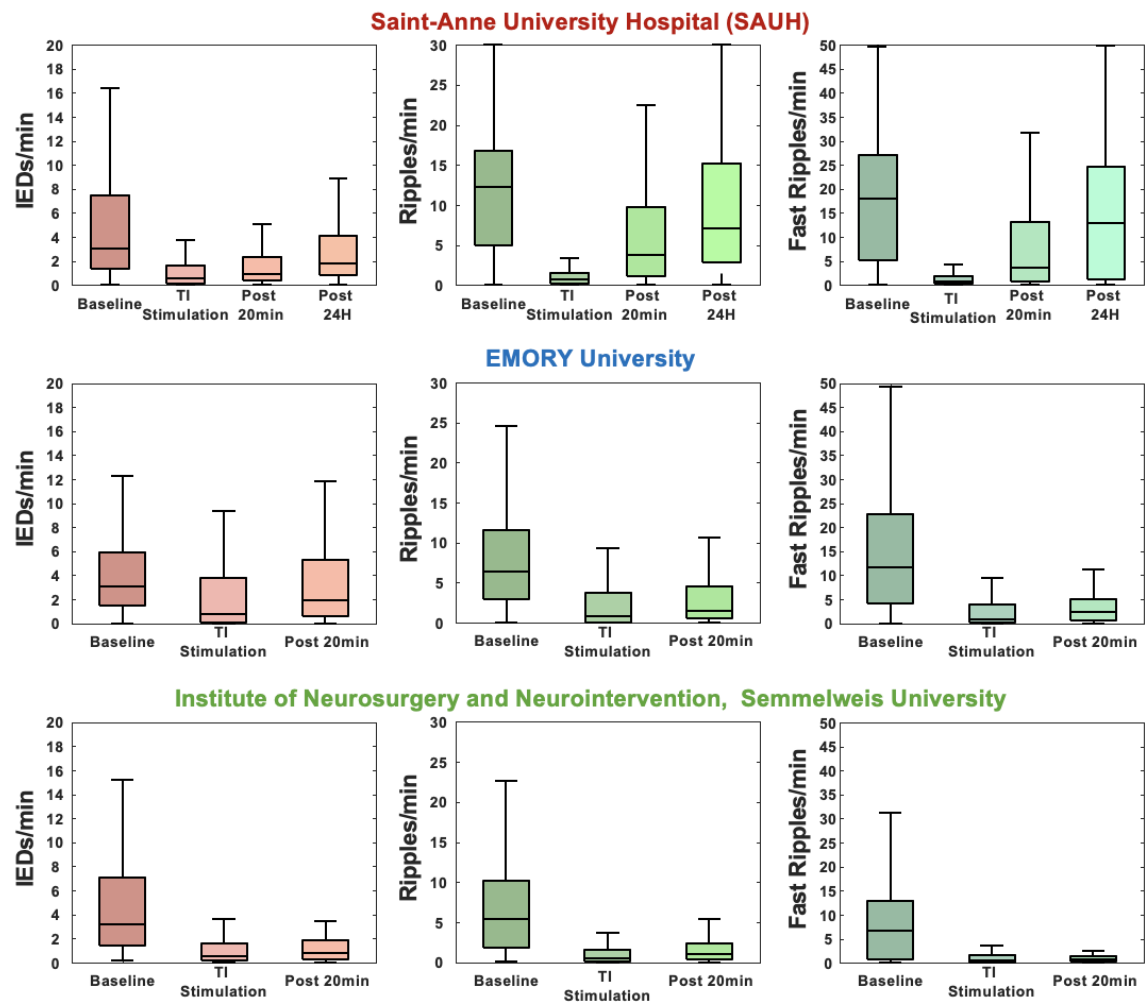 Saint-Anne University Hospital (SAUH)
IEDs/min
20
18
16
14
12
10
8
6
4
2
0
Baseline
TI
Stimulation
Post
20min
Post
24H
Ripples/min
30
25
20
15
10
5
0
Baseline
TI
Stimulation
Post
20min
Post
24H
Fast Ripples/min
50
45
40
35
30
25
20
15
10
5
0
Baseline
TI
Stimulation
Post
20min
Post
24H
EMORY University
IEDs/min
20
18
16
14
12
10
8
6
4
2
0
Baseline
TI
Stimulation
Post 20min
Ripples/min
30
25
20
15
10
5
0
Baseline
TI
Stimulation
Post 20min
Fast Ripples/min
50
45
40
35
30
25
20
15
10
5
0
Baseline
TI
Stimulation
Post 20min
Institute of Neurosurgery and Neurointervention, Semmelweis University
IEDs/min
20
18
16
14
12
10
8
6
4
2
0
Baseline
TI
Stimulation
Post 20min
Ripples/min
30
25
20
15
10
5
0
Baseline
TI
Stimulation
Post 20min
Fast Ripples/min
50
45
40
35
30
25
20
15
10
5
0
Baseline
TI
Stimulation
Post 20min